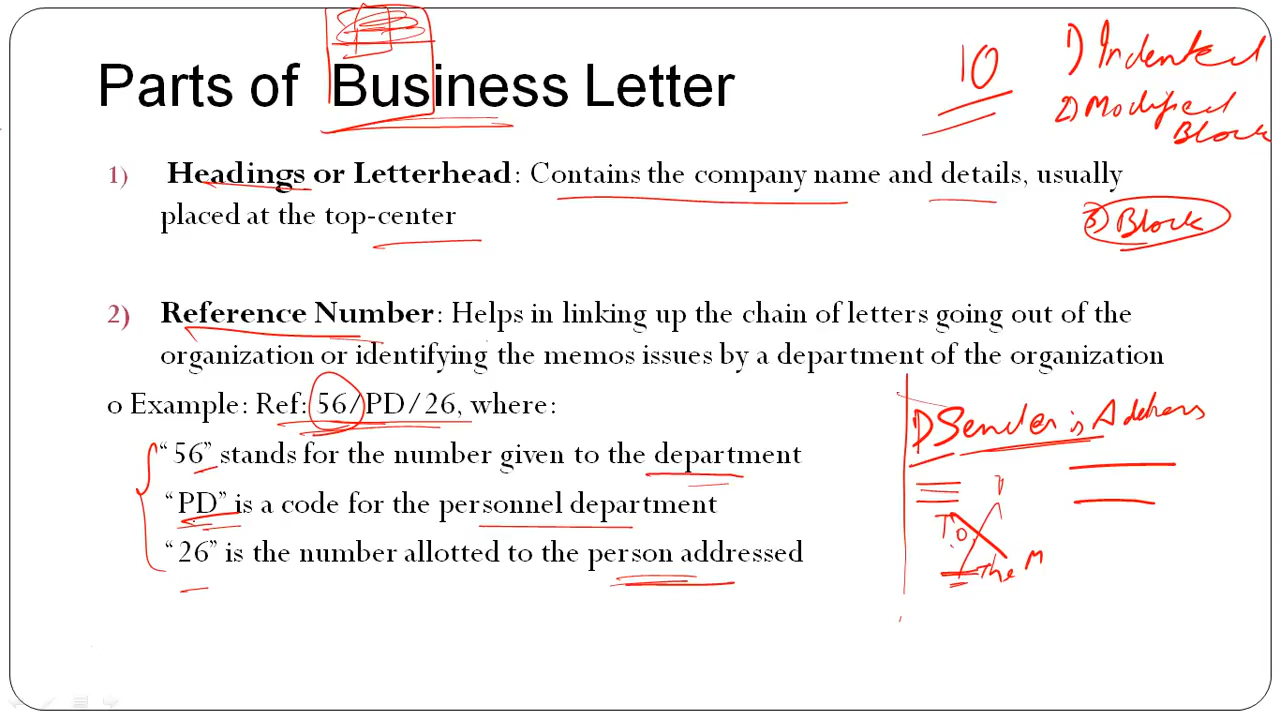 Parts of Business Letter
10
1) Indented
2) Modified
Block
3) Block
1) Headings or Letterhead: Contains the company name and details, usually
placed at the top-center
2) Reference Number: Helps in linking up the chain of letters going out of the
organization or identifying the memos issues by a department of the organization
o Example: Ref: 56/PD/26, where:
“56” stands for the number given to the department
“PD” is a code for the personnel department
“26” is the number allotted to the person addressed
1) Sender is Address
To
The M